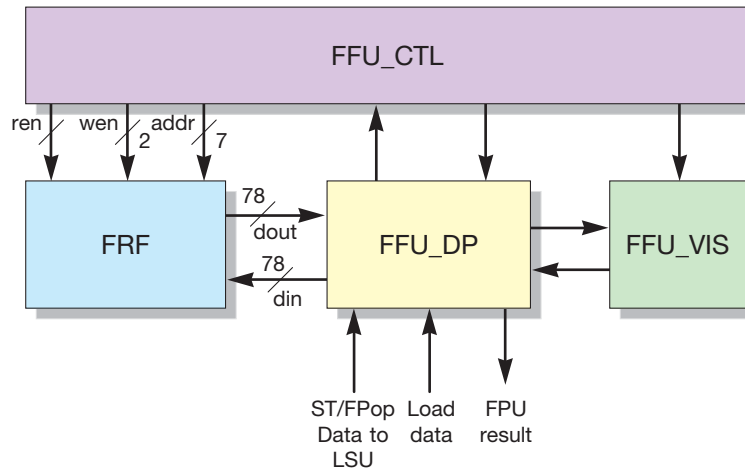 FFU_CTL
ren
wen
addr
2
7
FRF
78
dout
78
din
FFU_DP
FFU_VIS
ST/FPop
Data to
LSU
Load
data
FPU
result